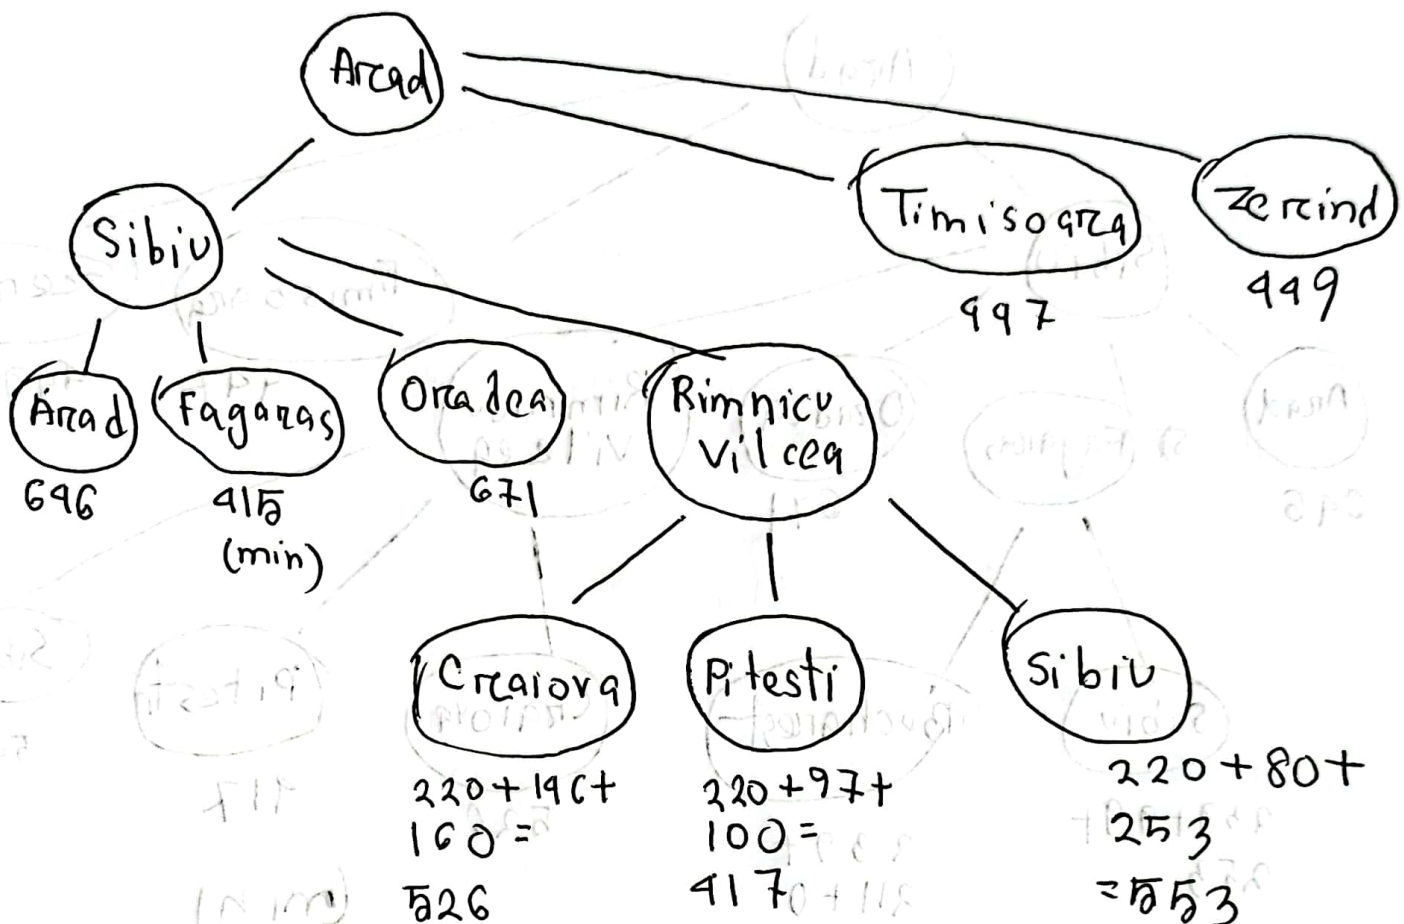 Arad
Timisoara
Zerind
Sibiu
447
449
Arad
Fagaras
Oradea
Rimnicu
Vilcea
646
415
(min)
671
Craiova
Pitesti
Sibiu
220+146+
160=
526
220+97+
100=
417
220+80+
253
=553